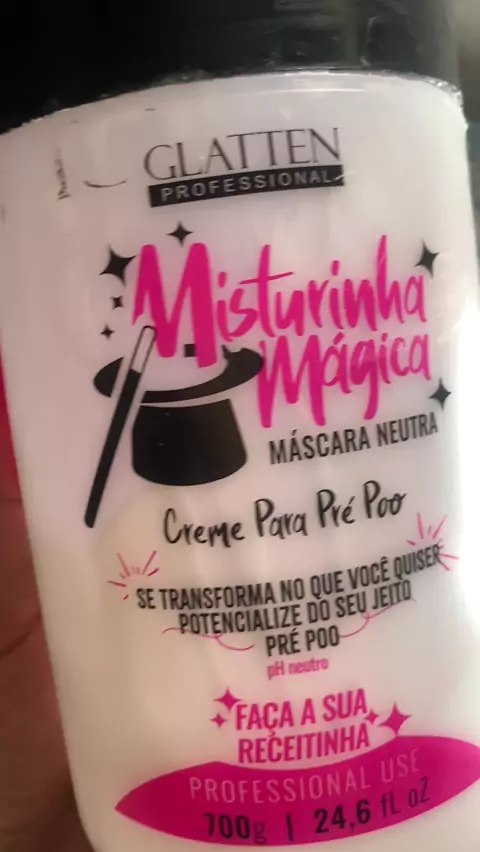 GLATTEN
PROFESSIONAL
Misturinha
Mágica
MÁSCARA NEUTRA
Creme Para Pré Poo
SE TRANSFORMA NO QUE VOCÊ QUISER
POTENCIALIZE DO SEU JEITO
PRÉ POO
pH neutro
FAÇA A SUA
RECEITINHA
PROFESSIONAL USE
700g | 24,6 fL oZ